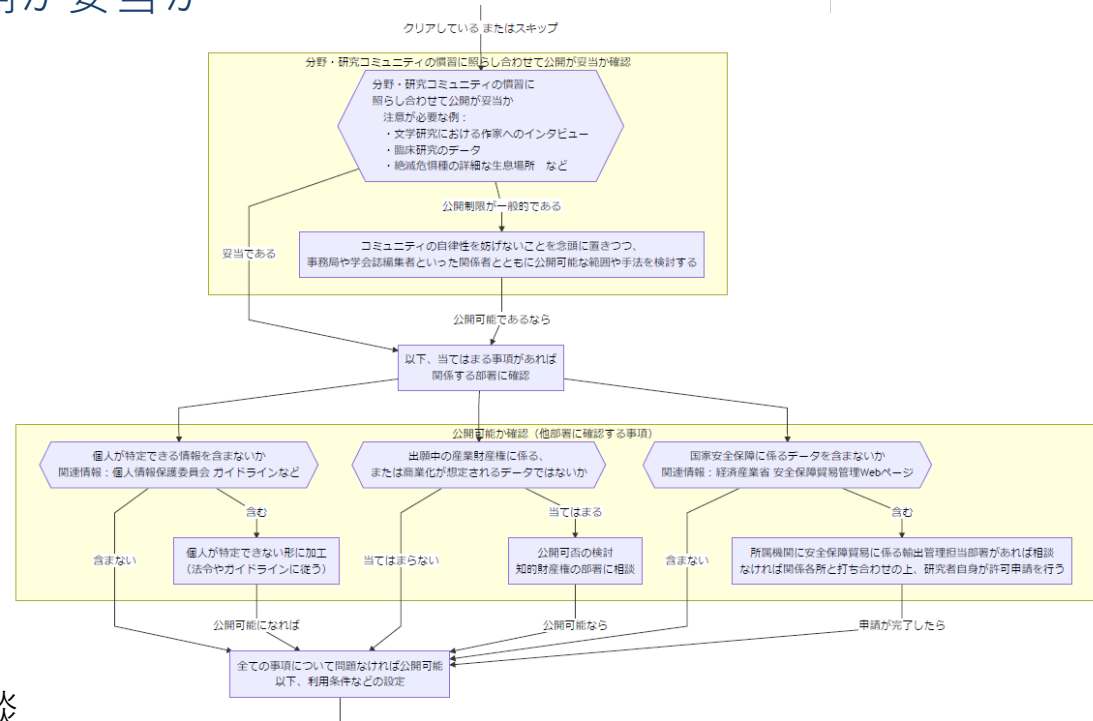 何が妥当か
クリアしている またはスキップ
分野・研究コミュニティの慣習に照らし合わせて公開が妥当か確認
分野・研究コミュニティの慣習に
照らし合わせて公開が妥当か
注意が必要な例：
・文学研究における作家へのインタビュー
・臨床研究のデータ
・絶滅危惧種の詳細な生息場所　など
公開制限が一般的である
妥当である
コミュニティの自律性を妨げないことを念頭に置きつつ、
事務局や学会誌編集者といった関係者とともに公開可能な範囲や手法を検討する
公開可能であるなら
以下、当てはまる事項があれば
関係する部署に確認
公開可能か確認（他部署に確認する事項）
個人が特定できる情報を含まないか
関連情報：個人情報保護委員会 ガイドラインなど
出願中の産業財産権に係る、
または商業化が想定されるデータではないか
国家安全保障に係るデータを含まないか
関連情報：経済産業省 安全保障貿易管理Webページ
含む
当てはまる
含む
含まない
個人が特定できない形に加工
（法令やガイドラインに従う）
当てはまらない
公開可否の検討
知的財産権の部署に相談
含まない
所属機関に安全保障貿易に係る輸出管理担当部署があれば相談
なければ関係各所と打ち合わせの上、研究者自身が許可申請を行う
公開可能になれば
公開可能なら
申請が完了したら
全ての事項について問題なければ公開可能
以下、利用条件などの設定
談